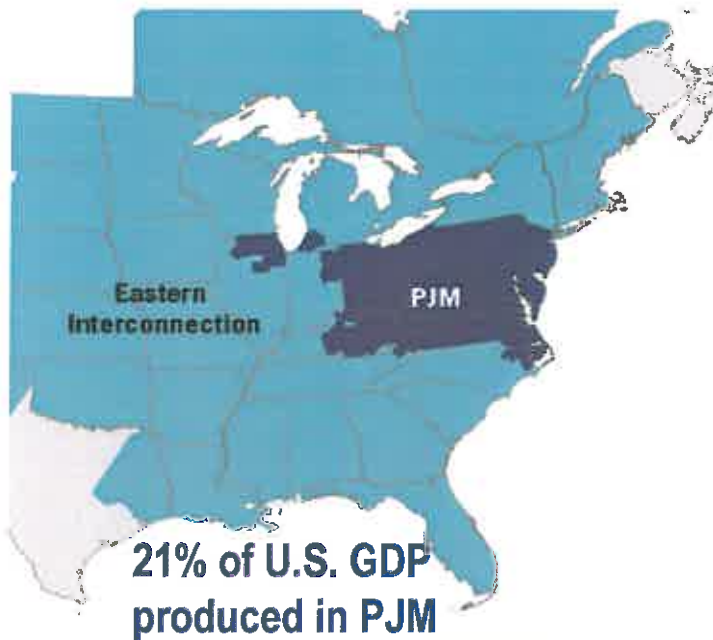 Eastern
Interconnection
PJM
21% of U.S. GDP
produced in PJM